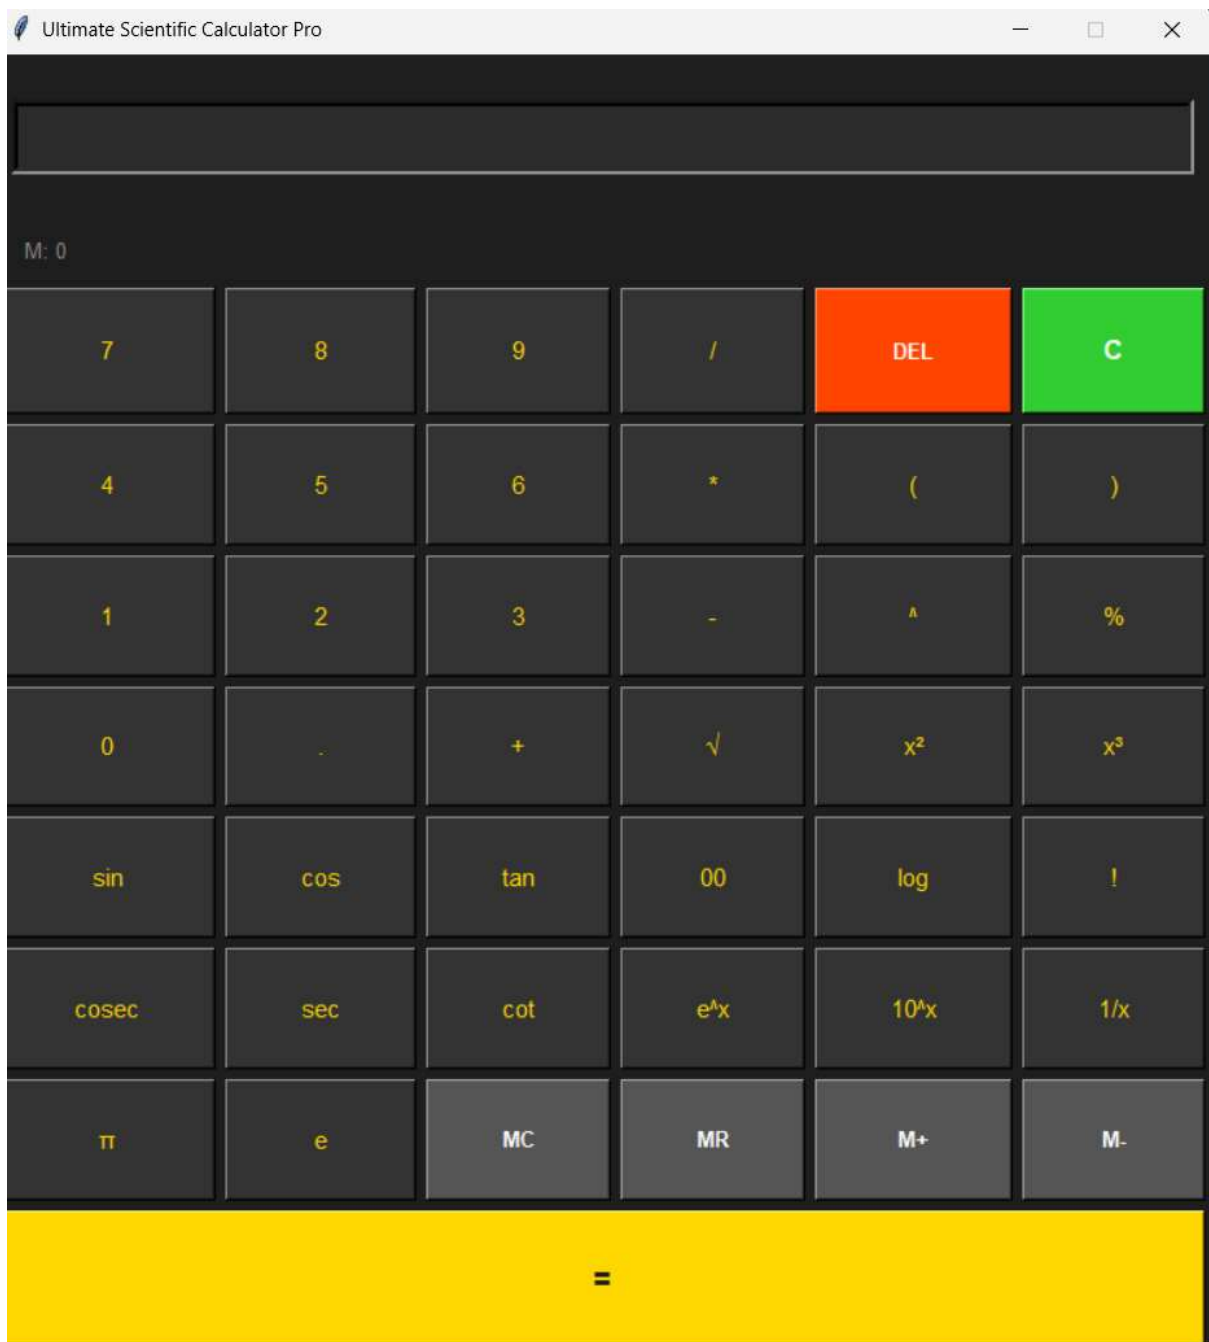 Ultimate Scientific Calculator Pro
M: 0
7 8 9 / DEL C
4 5 6 * ( )
1 2 3 - ^ %
0 . + √ x² x³
sin cos tan 00 log !
cosec sec cot e^x 10^x 1/x
π e MC MR M+ M-
=